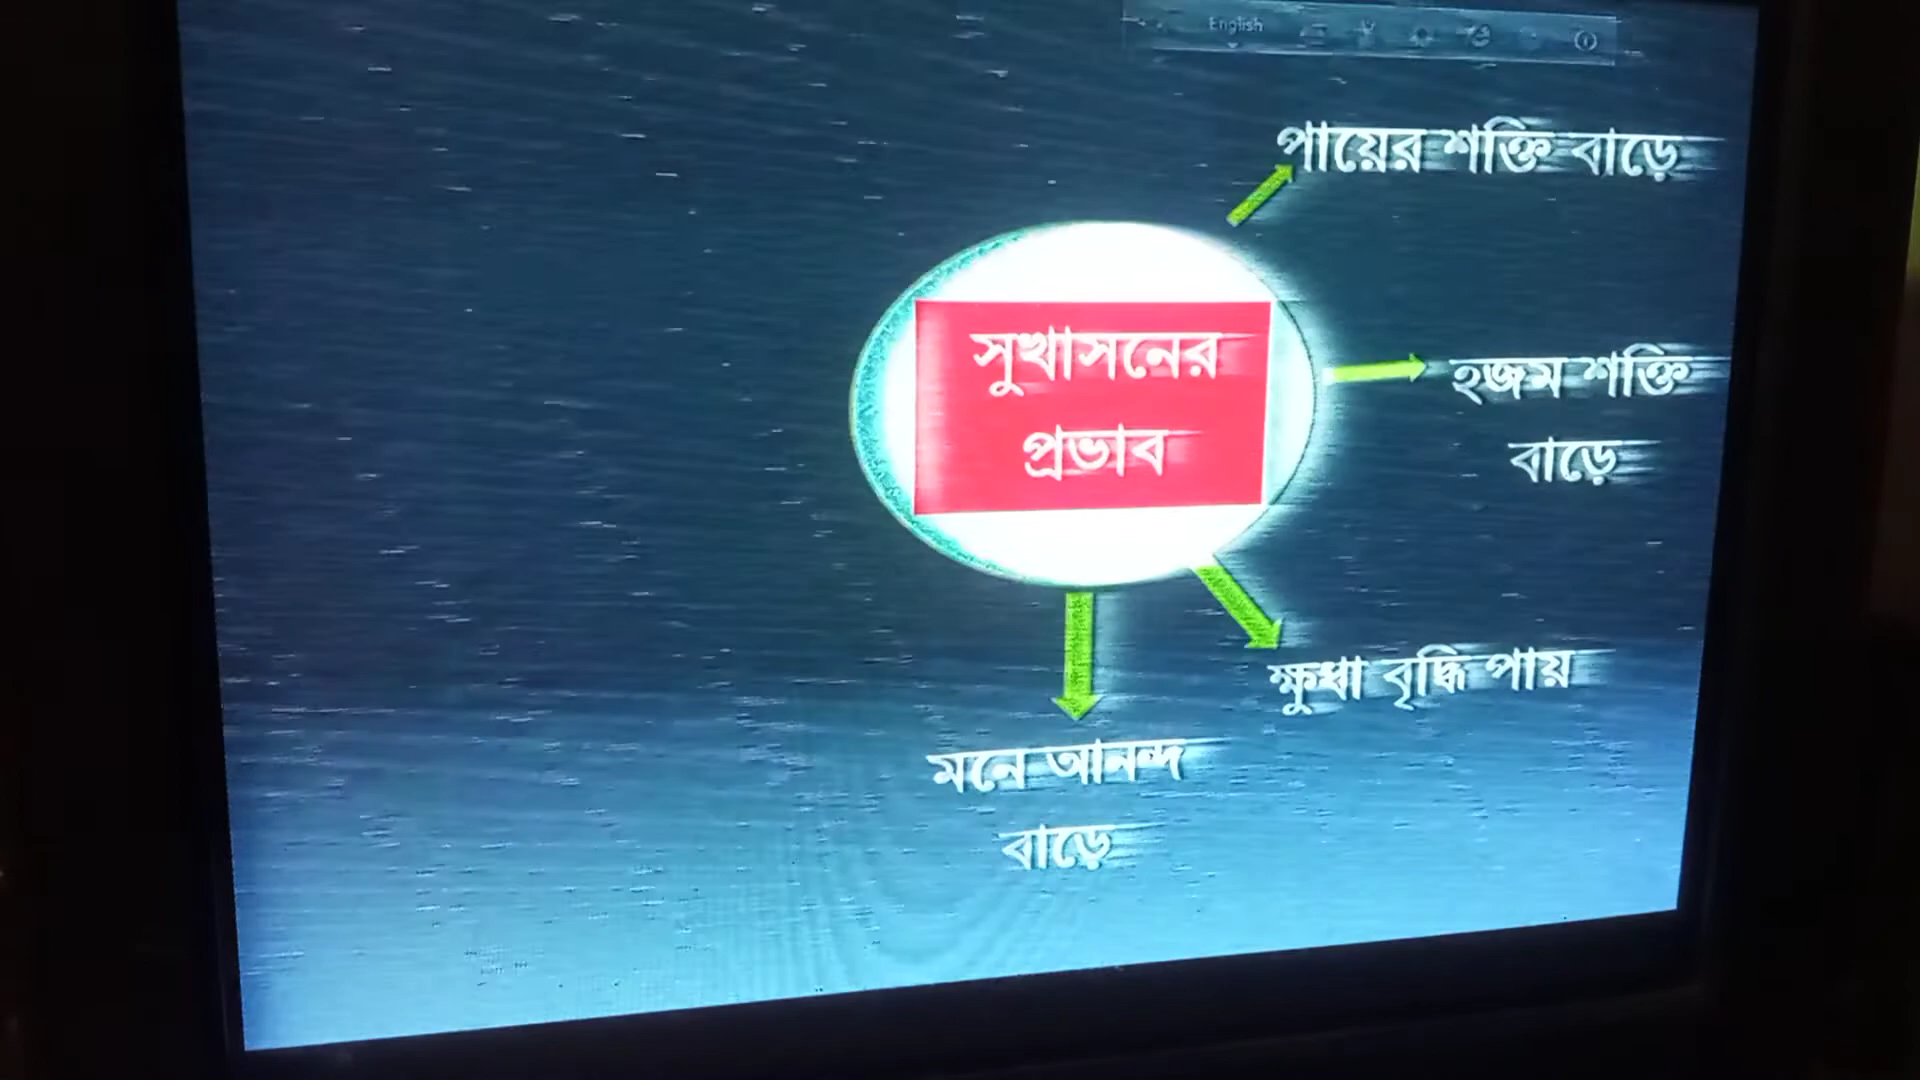 English
পায়ের শক্তি বাড়ে
সুখাসনের
প্রভাব
হজম শক্তি
বাড়ে
ক্ষুধা বৃদ্ধি পায়
মনে আনন্দ
বাড়ে